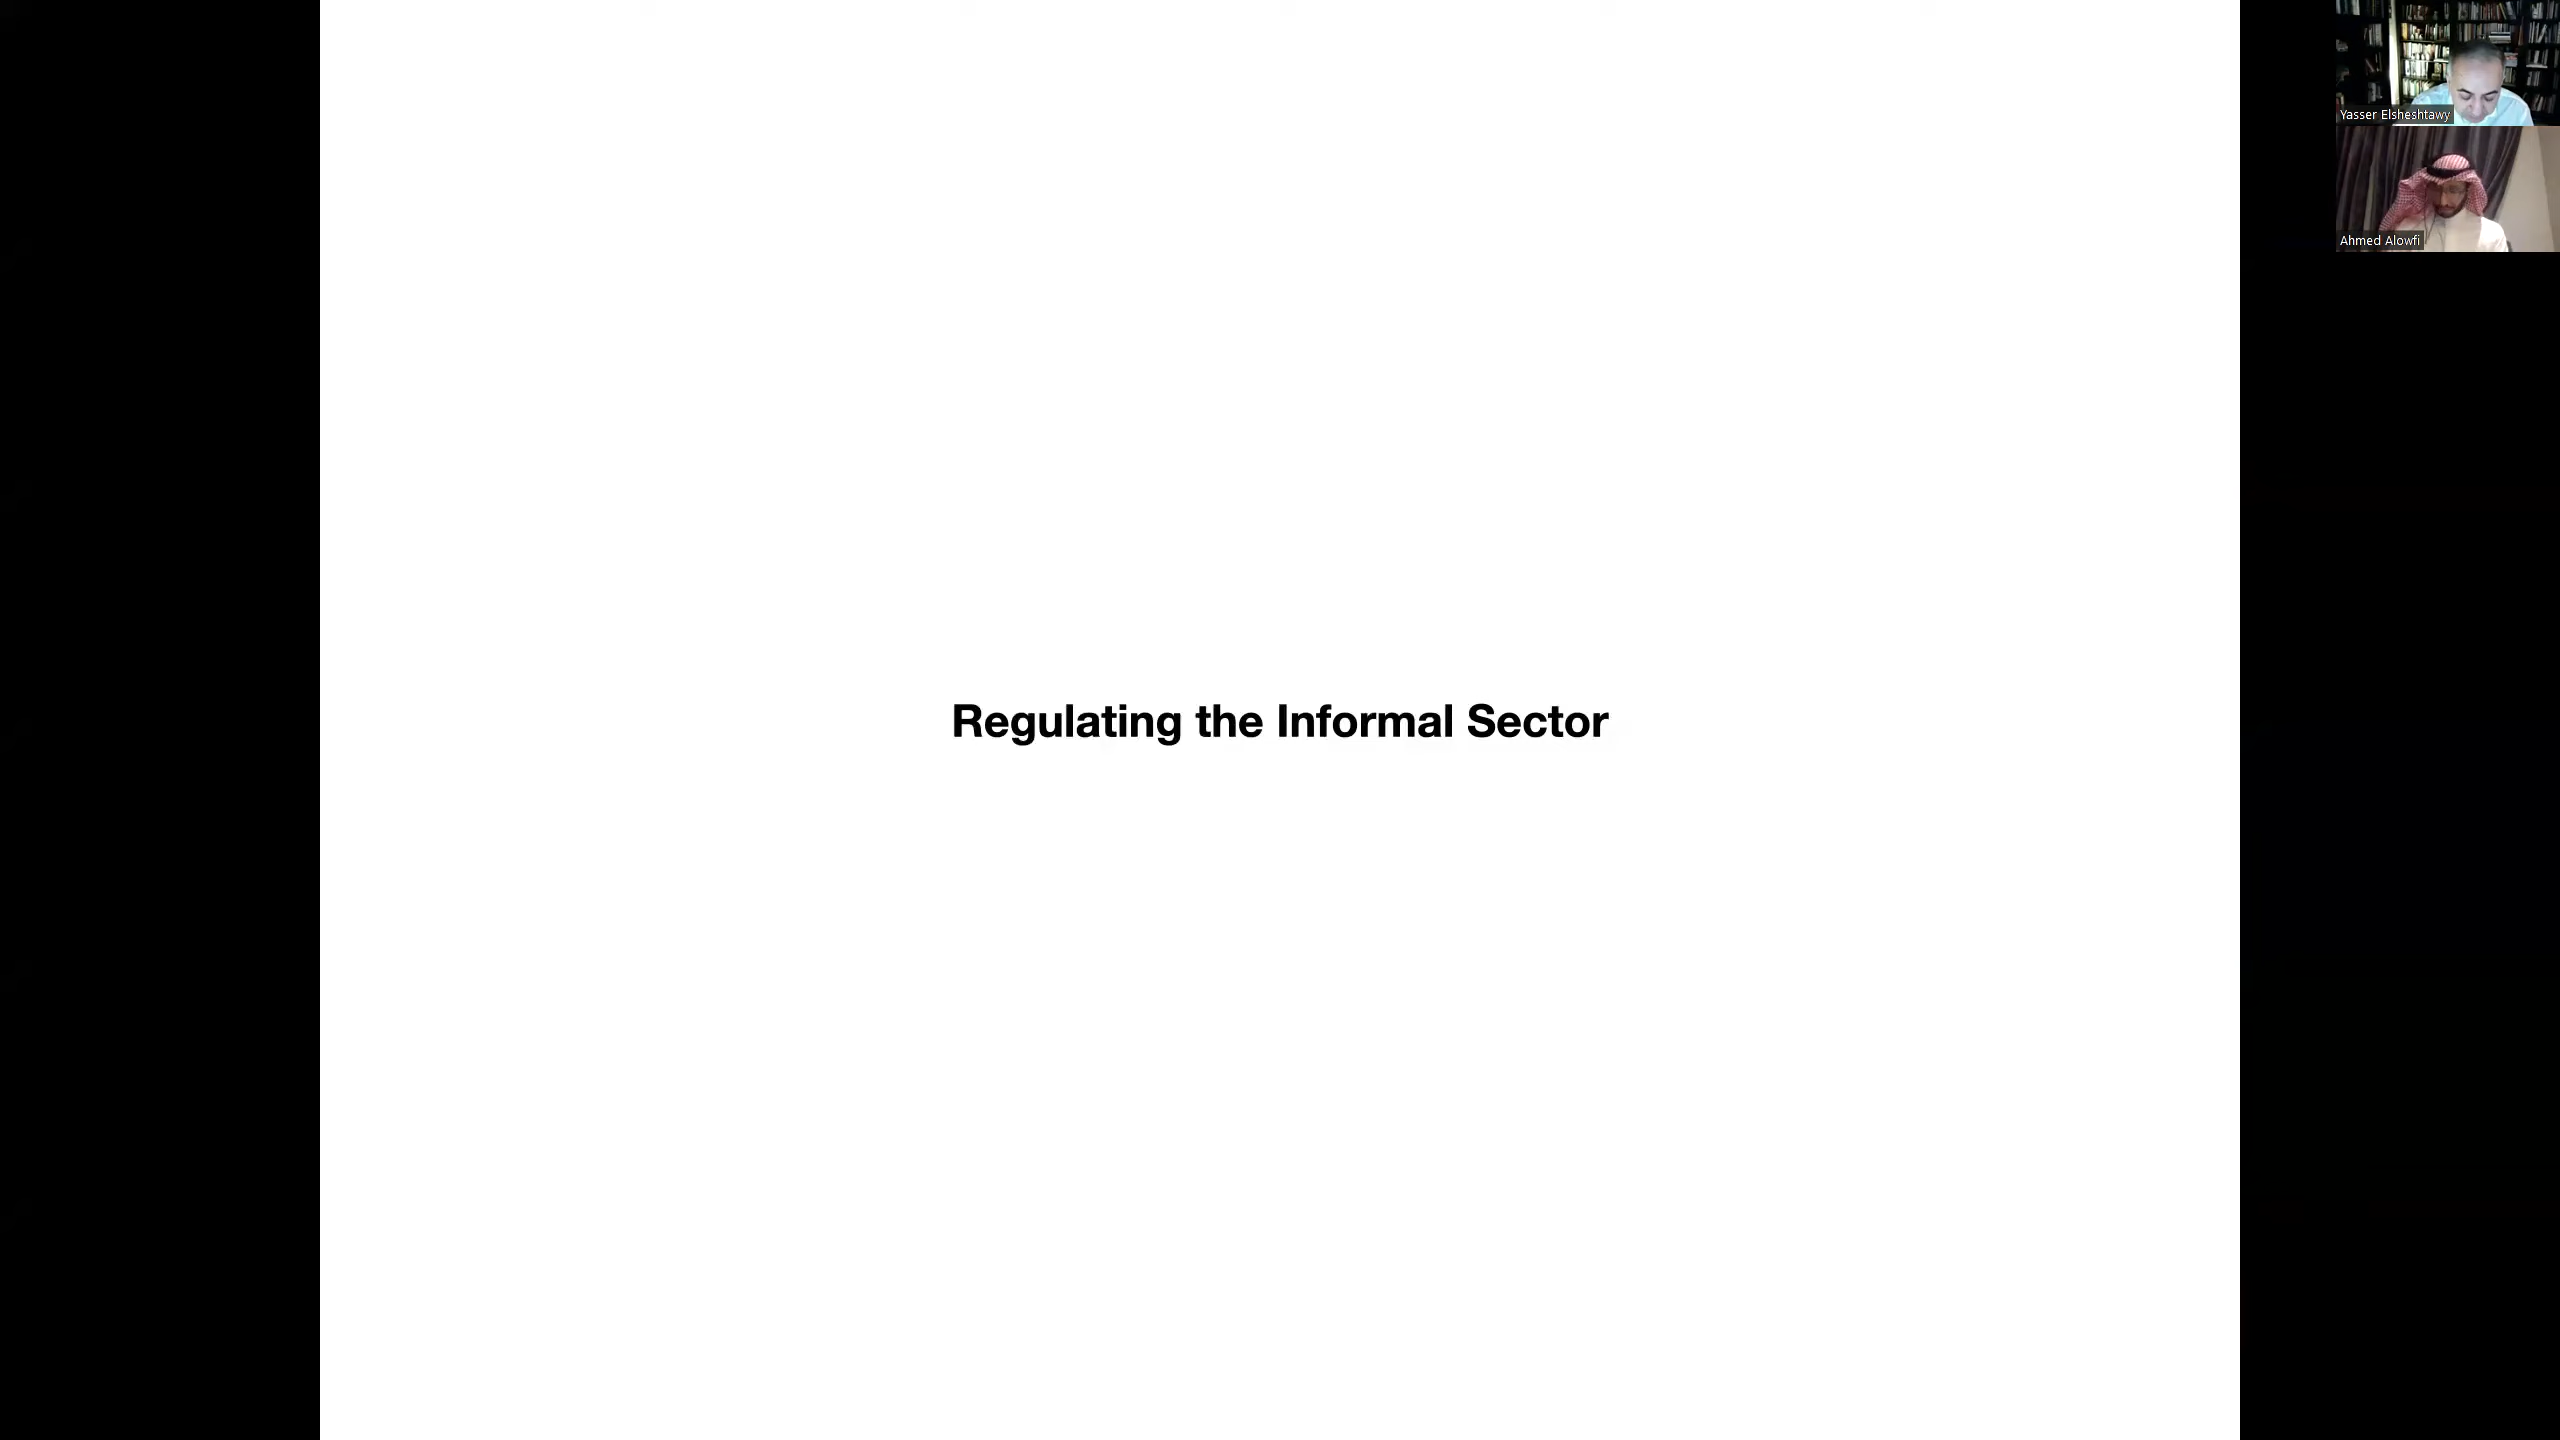 Yasser Elsheshtawy
Ahmed Alowfi
Regulating the Informal Sector